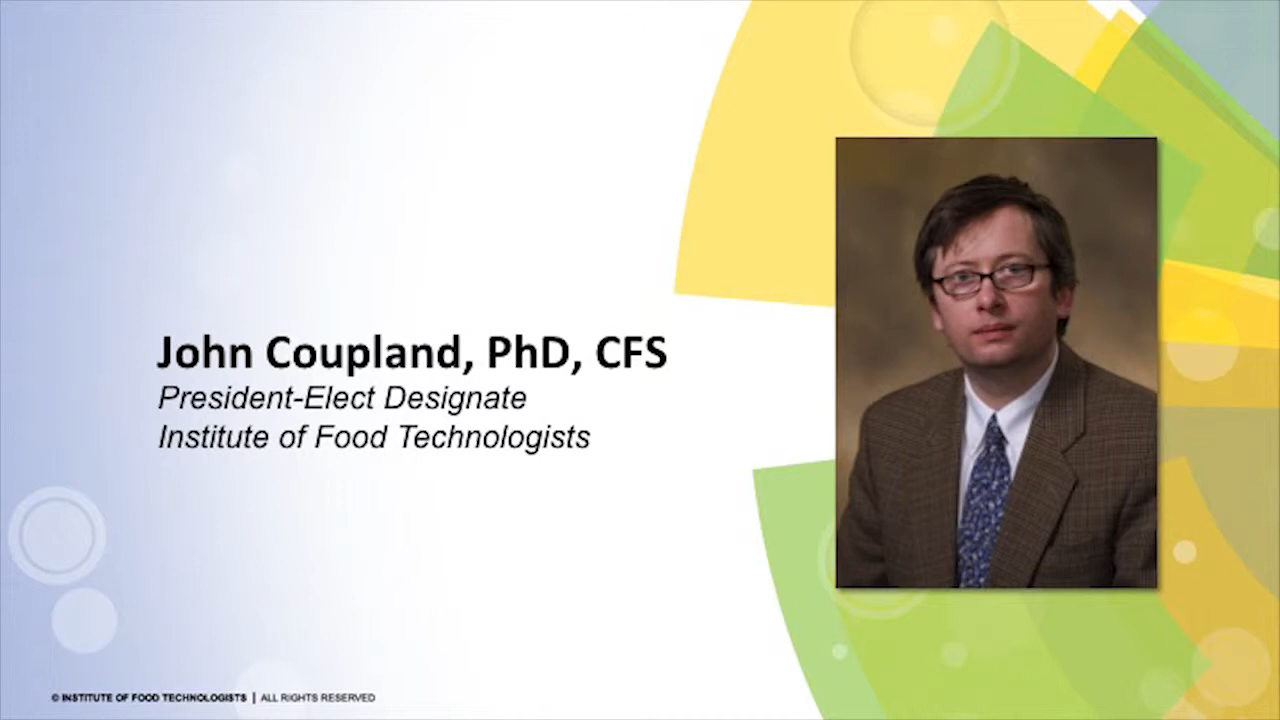 John Coupland, PhD, CFS
President-Elect Designate
Institute of Food Technologists
© INSTITUTE OF FOOD TECHNOLOGISTS | ALL RIGHTS RESERVED